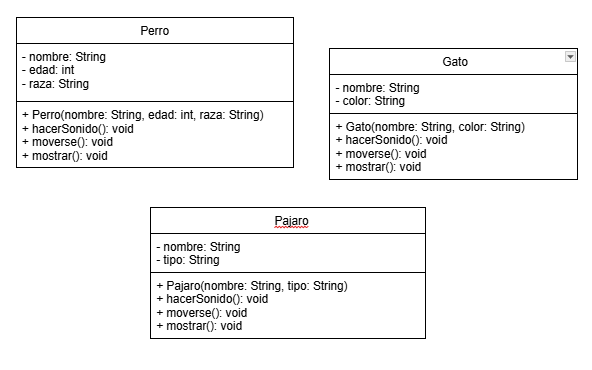 Perro
- nombre: String
- edad: int
- raza: String
+ Perro(nombre: String, edad: int, raza: String)
+ hacerSonido(): void
+ moverse(): void
+ mostrar(): void
Gato
- nombre: String
- color: String
+ Gato(nombre: String, color: String)
+ hacerSonido(): void
+ moverse(): void
+ mostrar(): void
Pajaro
- nombre: String
- tipo: String
+ Pajaro(nombre: String, tipo: String)
+ hacerSonido(): void
+ moverse(): void
+ mostrar(): void